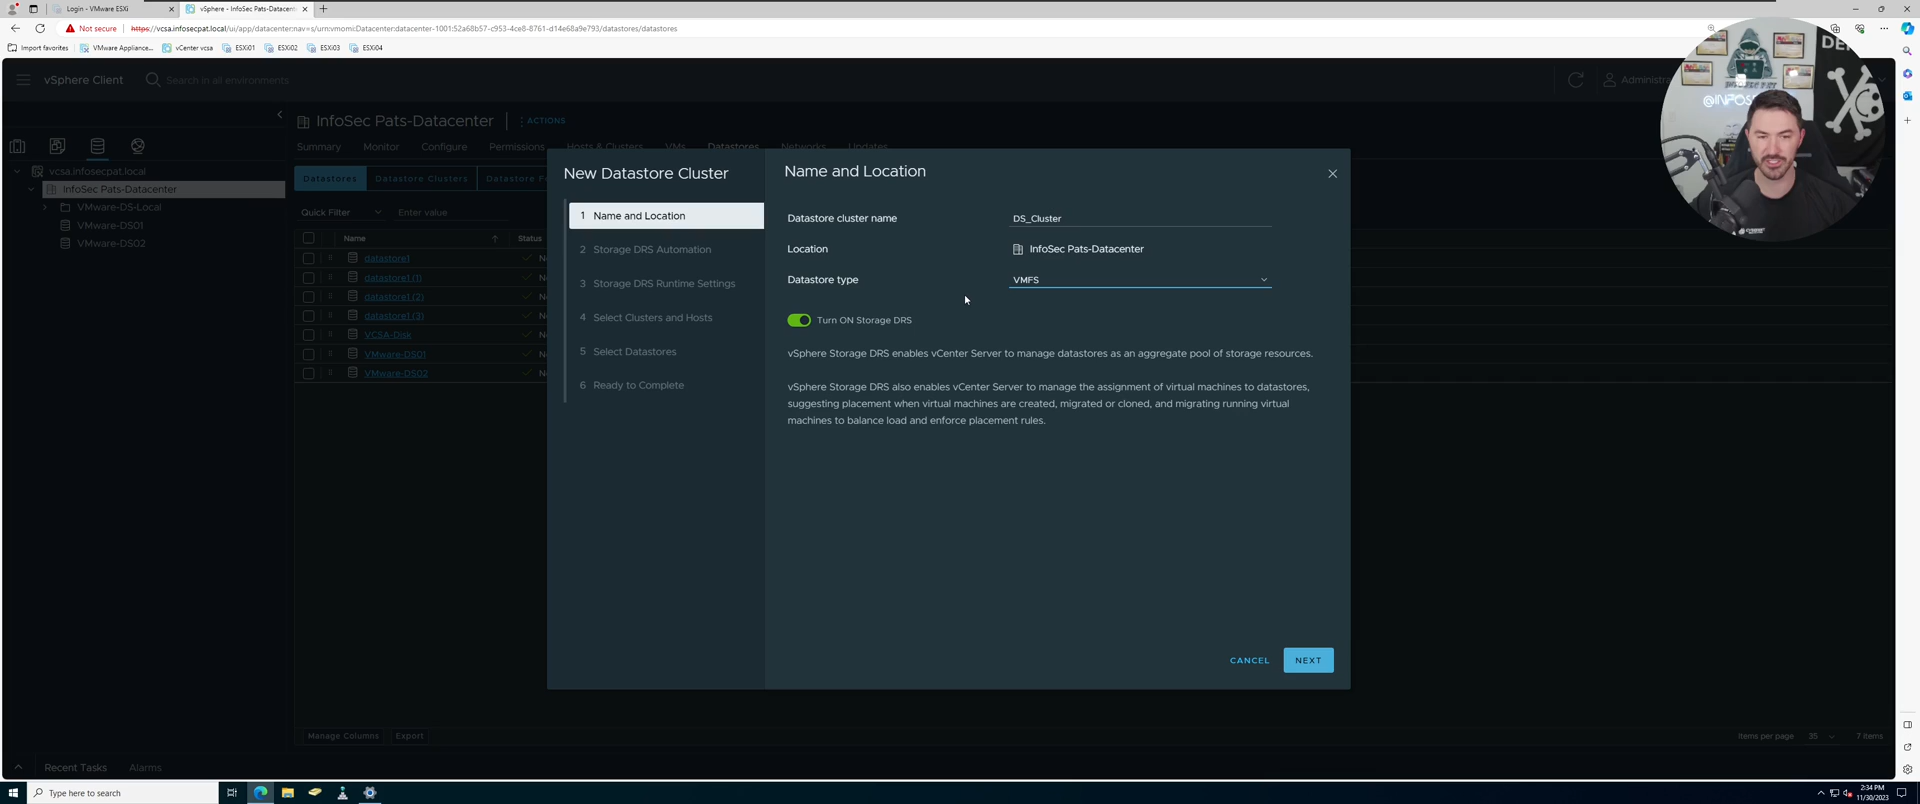 Login - VMware ESXi
vSphere - InfoSec Pats-Datacent
Not secure
https://vcsa.infosecpat.local/ui/app/datacenter;nav=s/urn:vmomi:Datacenter:datacenter-1001:52a68b57-c953-4ce8-8761-d14e68a9e793/datastores/datastores
Import favorites
VMware Appliance...
vCenter vcsa
ESXi01
ESXi02
ESXi03
ESXi04
vSphere Client
Search in all environments
InfoSec Pats-Datacenter
ACTIONS
Summary
Monitor
Configure
Permissions
Hosts & Clusters
VMs
Datastores
Networks
Updates
vcsa.infosecpat.local
InfoSec Pats-Datacenter
VMware-DS-Local
VMware-DS01
VMware-DS02
Datastores
Datastore Clusters
Quick Filter
Enter value
Name
Status
datastore1
datastore1 (1)
datastore1 (2)
datastore1 (3)
VCSA-Disk
VMware-DS01
VMware-DS02
New Datastore Cluster
1 Name and Location
2 Storage DRS Automation
3 Storage DRS Runtime Settings
4 Select Clusters and Hosts
5 Select Datastores
6 Ready to Complete
Name and Location
Datastore cluster name
DS_Cluster
Location
InfoSec Pats-Datacenter
Datastore type
VMFS
Turn ON Storage DRS
vSphere Storage DRS enables vCenter Server to manage datastores as an aggregate pool of storage resources.
vSphere Storage DRS also enables vCenter Server to manage the assignment of virtual machines to datastores,
suggesting placement when virtual machines are created, migrated or cloned, and migrating running virtual
machines to balance load and enforce placement rules.
CANCEL
NEXT
Manage Columns
Export
Items per page
35
7 items
Recent Tasks
Alarms
Type here to search
2:34 PM
11/30/2023